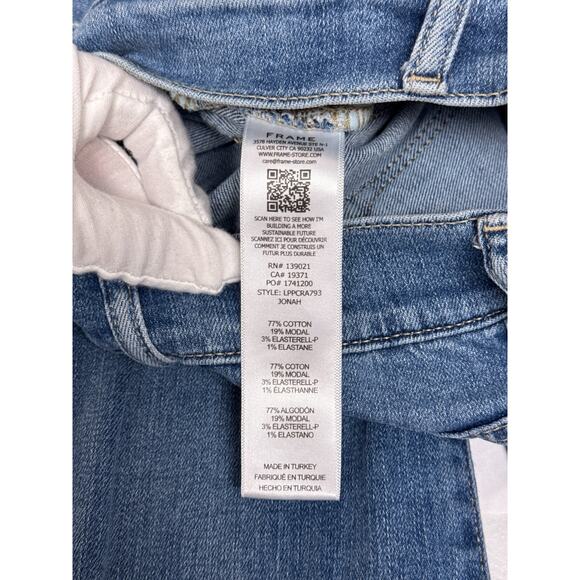 FRAME
3578 HAYDEN AVENUE STE N-1
CULVER CITY CA 90232 USA
WWW.FRAME-STORE.COM
care@frame-store.com
SCAN HERE TO SEE HOW I'M
BUILDING A MORE
SUSTAINABLE FUTURE
SCANNEZ ICI POUR DÉCOUVRIR
COMMENT JE CONSTRUIS UN
FUTUR PLUS DURABLE
RN# 139021
CA# 19371
PO# 1741200
STYLE: LPPCRA793
JONAH
77% COTTON
19% MODAL
3% ELASTERELL-P
1% ELASTANE
77% COTON
19% MODAL
3% ELASTERELL-P
1% ÉLASTHANNE
77% ALGODÓN
19% MODAL
3% ELASTERELL-P
1% ELASTANO
MADE IN TURKEY
FABRIQUÉ EN TURQUIE
HECHO EN TURQUIA